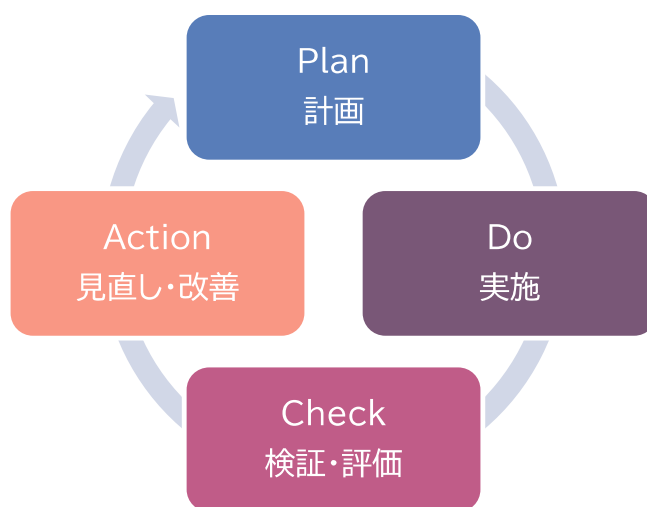 Plan
計画
Do
実施
Check
検証・評価
Action
見直し・改善